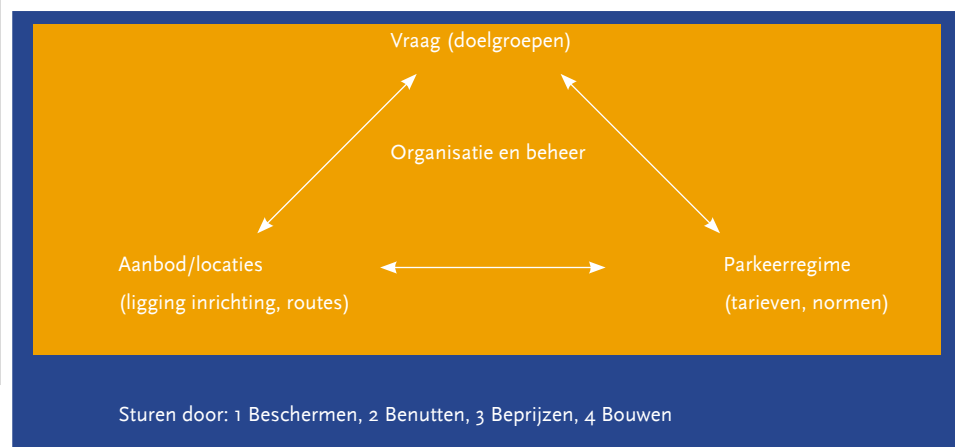 Vraag (doelgroepen)
Organisatie en beheer
Aanbod/locaties
(ligging inrichting, routes)
Parkeerregime
(tarieven, normen)
Sturen door: 1 Beschermen, 2 Benutten, 3 Beprijzen, 4 Bouwen